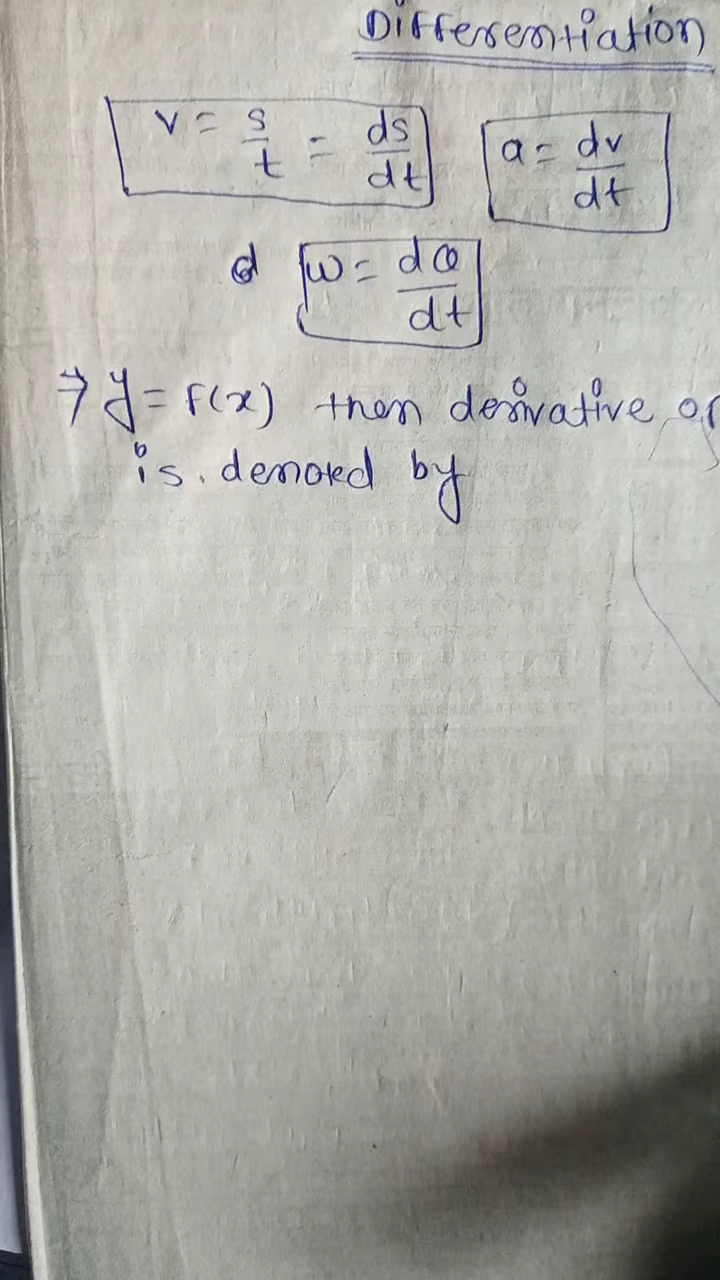 Differentiation
v = s/t = ds/dt a = dv/dt
ω = dθ/dt
⇒ y = f(x) then derivative of
is denoted by